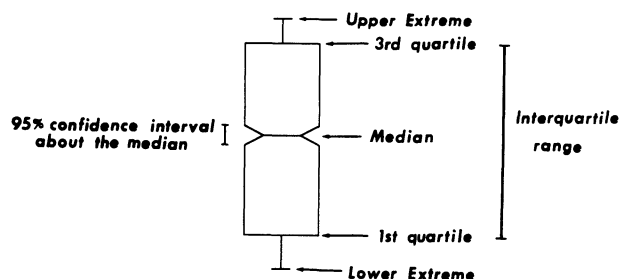 Upper Extreme
3rd quartile
95% confidence interval
about the median
Median
Interquartile
range
1st quartile
Lower Extreme